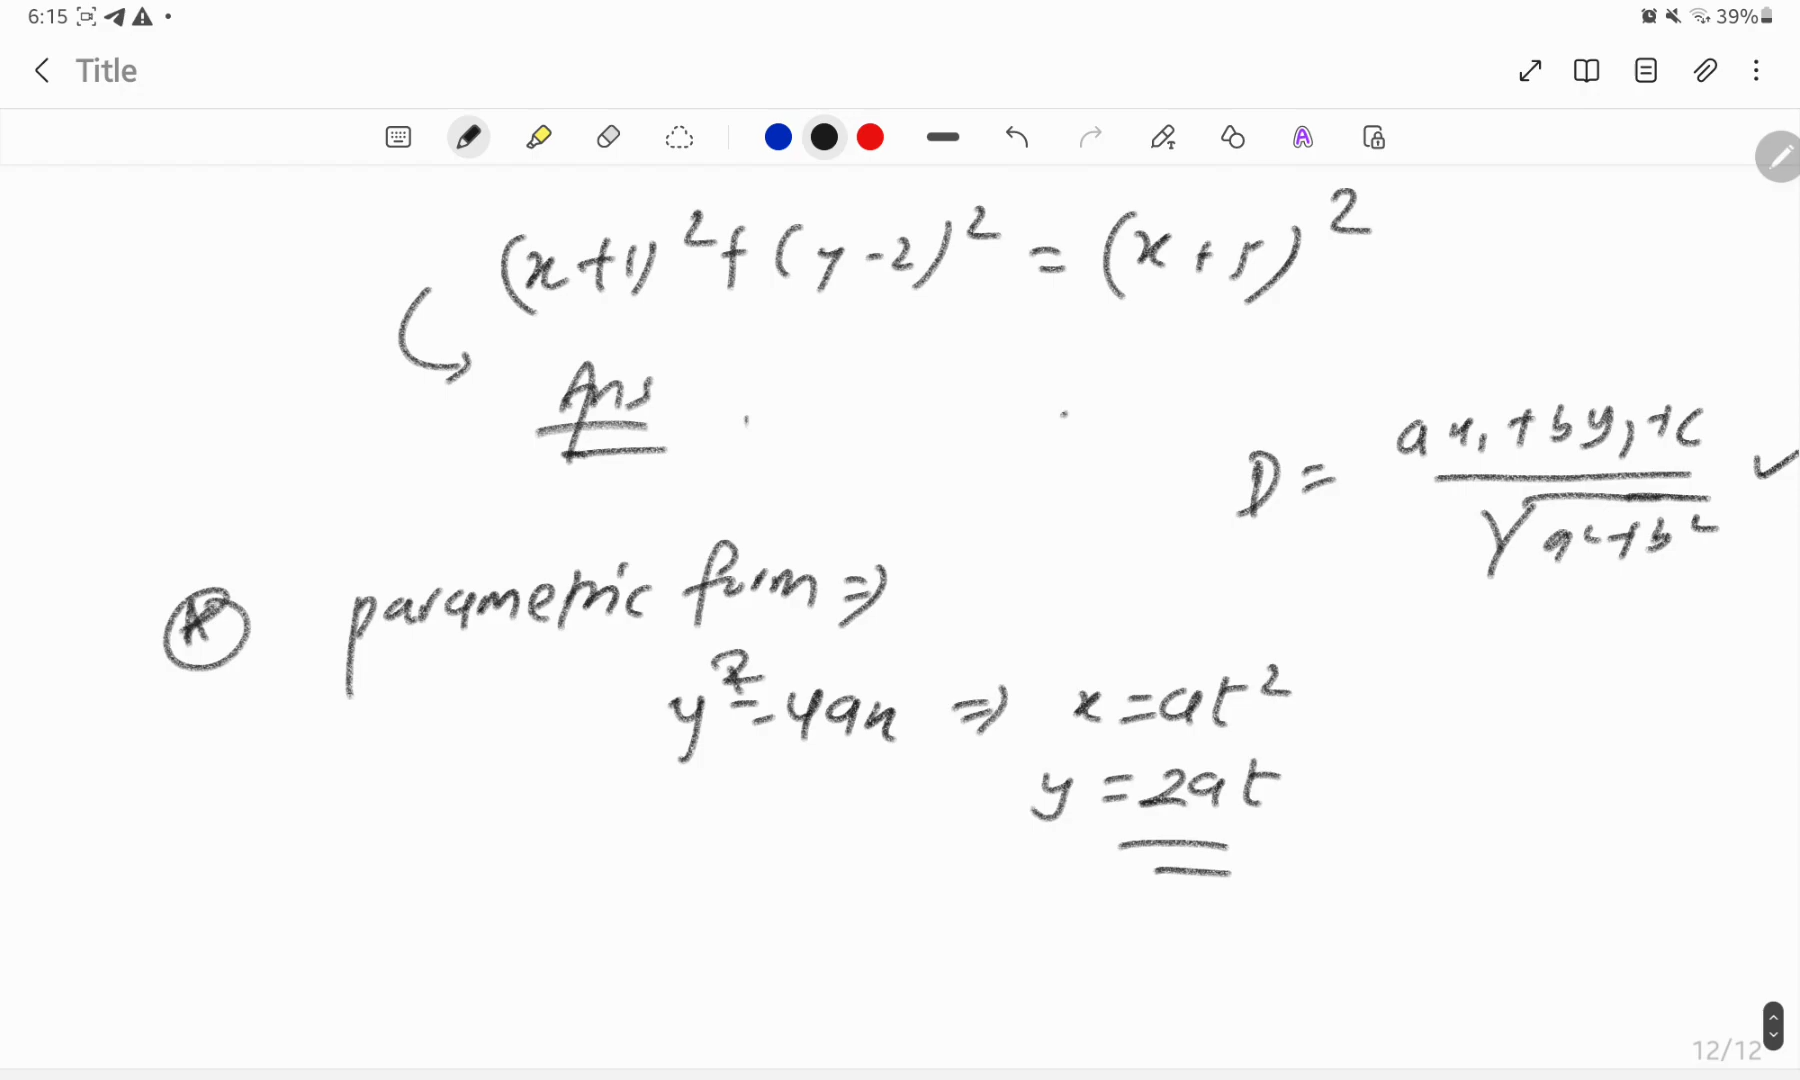 6:15
39%
Title
(x+1)²+(y-2)² = (x+5)²
Ans
D = ax₁+by₁+c / √a²+b²
parametric form ⇒
y² = 4ax ⇒ x = at²
y = 2at
12/12